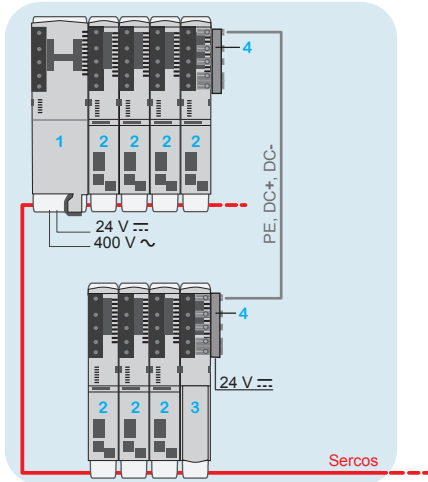 4
1 2 2 2 2
PE, DC+, DC-
24 V ⎓
400 V ∿
4
24 V ⎓
2 2 2 3
Sercos